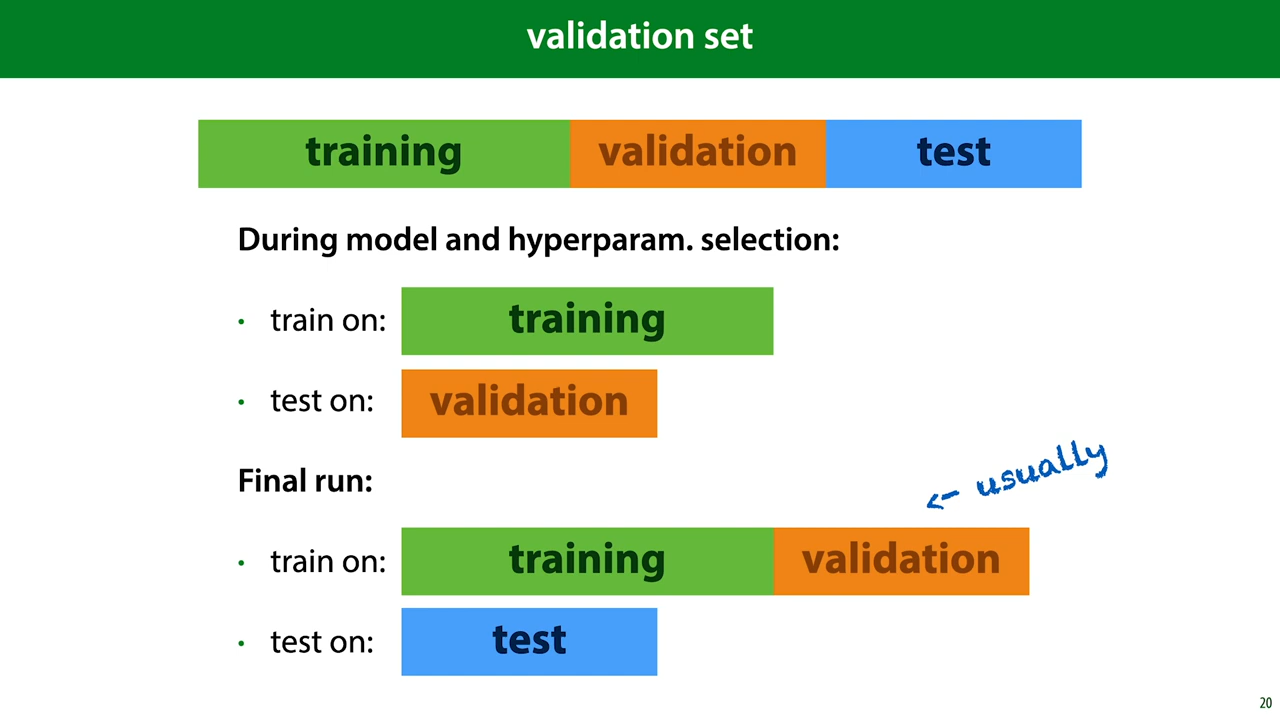 validation set
training validation test
During model and hyperparam. selection:
• train on: training
• test on: validation
Final run:
← usually
• train on: training validation
• test on: test
20